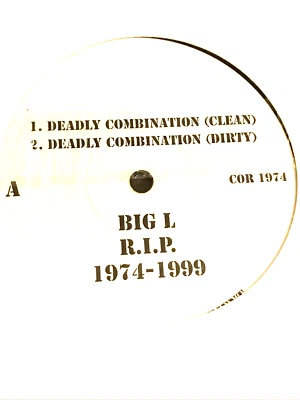 1. DEADLY COMBINATION (CLEAN)
2. DEADLY COMBINATION (DIRTY)
A
COR 1974
BIG L
R.I.P.
1974-1999